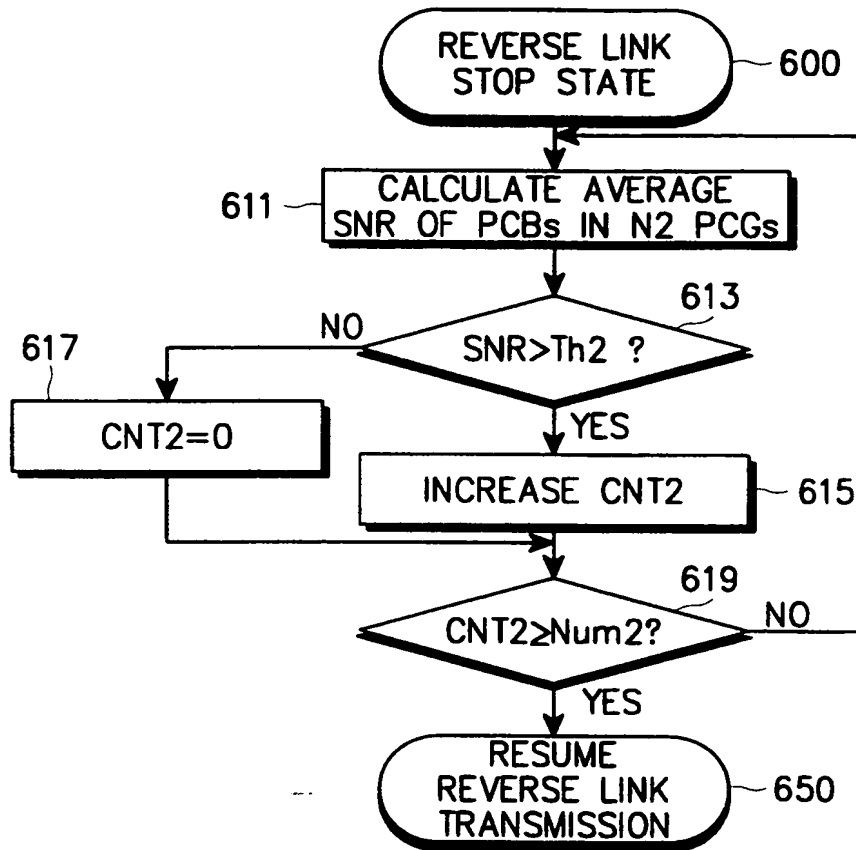 REVERSE LINK
STOP STATE
600
CALCULATE AVERAGE
SNR OF PCBs IN N2 PCGs
611
613
SNR>Th2 ?
NO
617
YES
CNT2=0
INCREASE CNT2
615
619
CNT2≥Num2?
NO
YES
RESUME
REVERSE LINK
TRANSMISSION
650